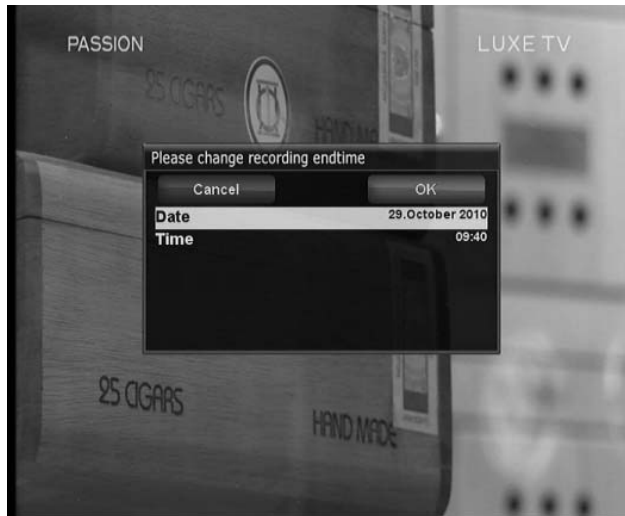 PASSION
LUXE TV
25 CIGARS
HAND MA
Please change recording endtime
Cancel
OK
Date 29.October 2010
Time 09:40
25 CIGARS
HAND MADE